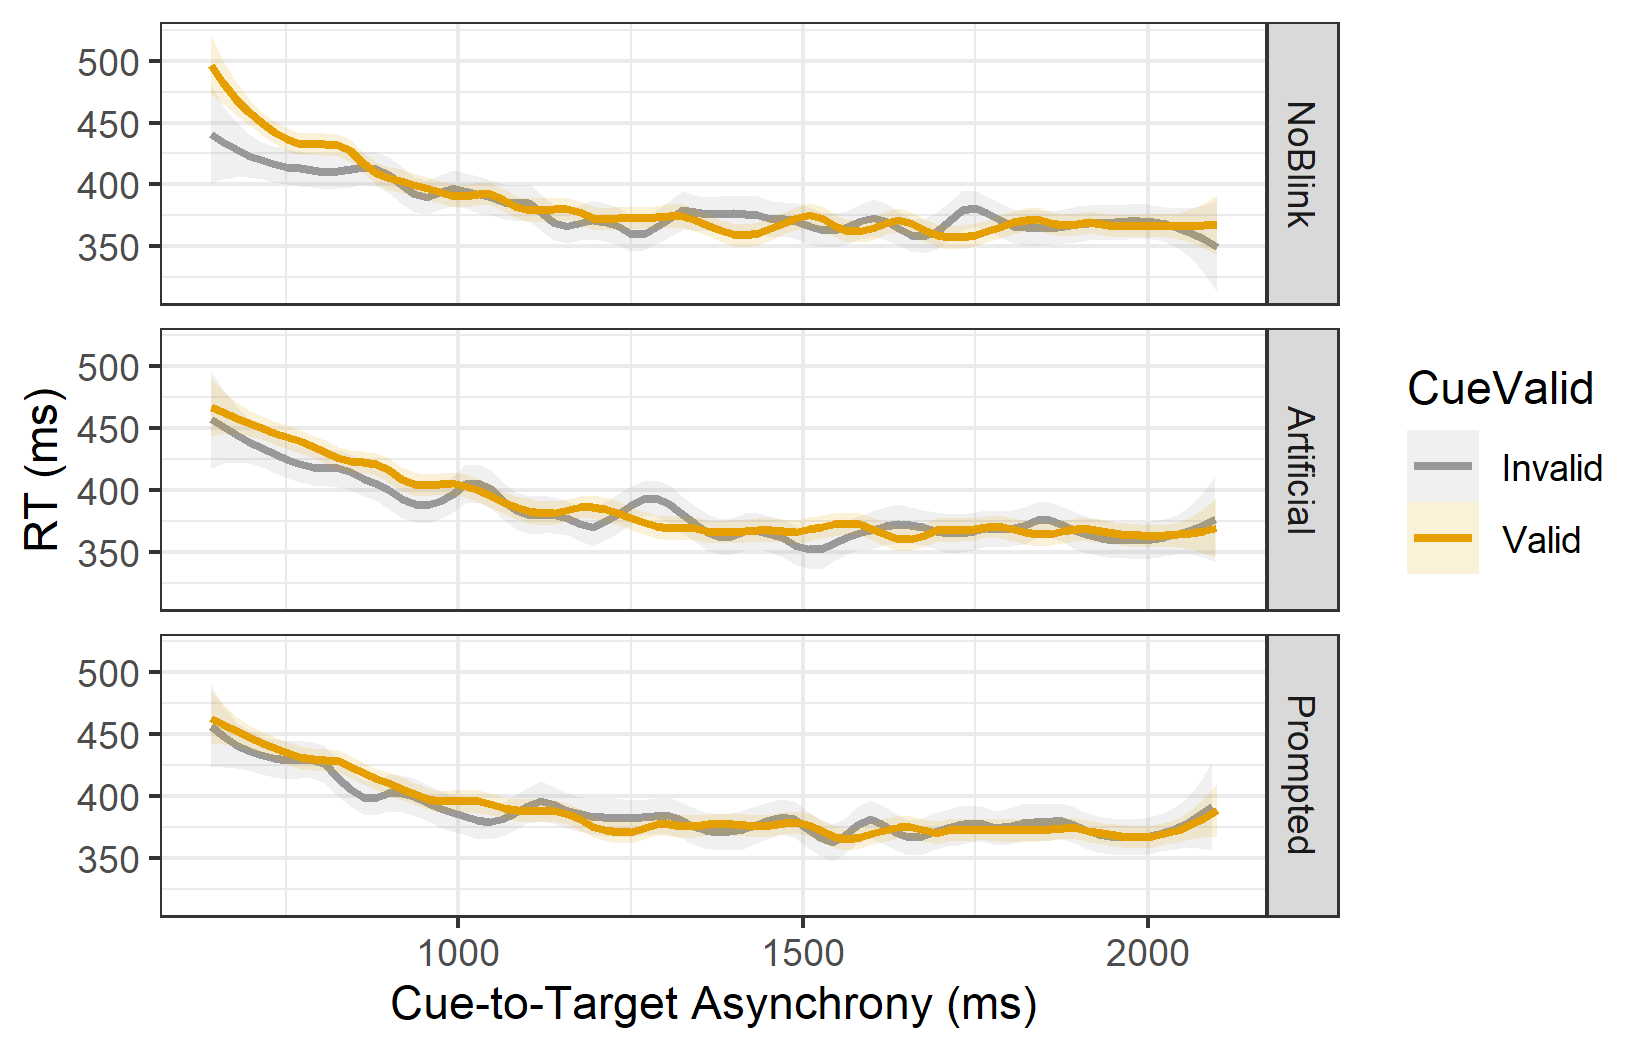 500
450
400
350
NoBlink
500
450
400
350
Artificial
500
450
400
350
Prompted
RT (ms)
1000 1500 2000
Cue-to-Target Asynchrony (ms)
CueValid
Invalid
Valid